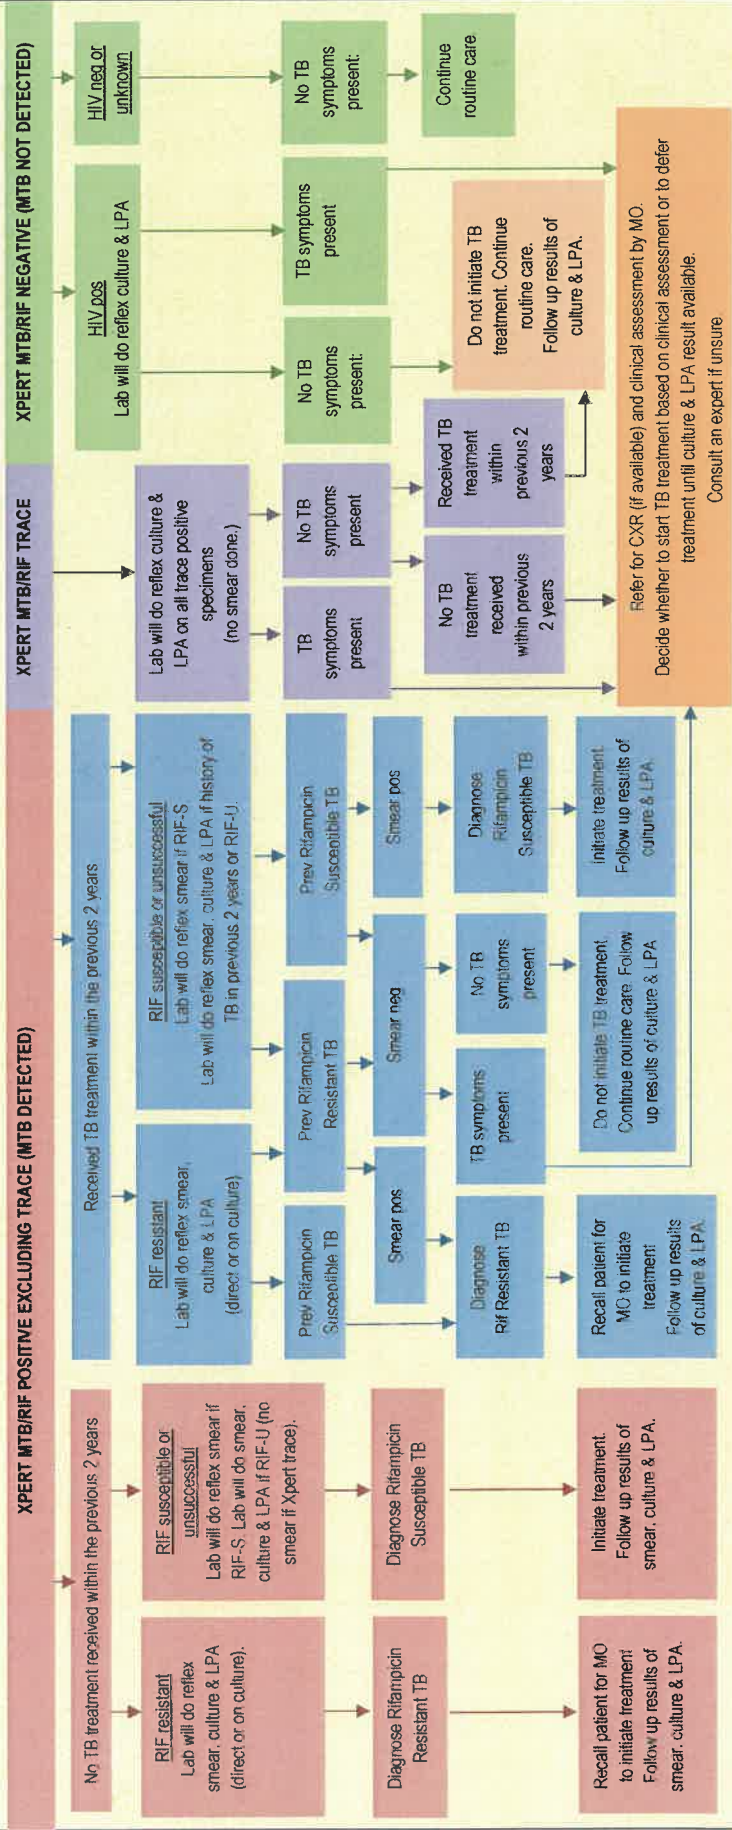 XPERT MTB/RIF POSITIVE EXCLUDING TRACE (MTB DETECTED)
No TB treatment received within the previous 2 years
RIF resistant
Lab will do reflex
smear, culture & LPA
(direct or on culture).
Diagnose Rifampicin
Resistant TB
Recall patient for MO
to initiate treatment
Follow up results of
smear, culture & LPA.
RIF susceptible or
unsuccessful
Lab will do reflex smear if
RIF-S. Lab will do smear,
culture & LPA if RIF-U (no
smear if Xpert trace).
Diagnose Rifampicin
Susceptible TB
Initiate treatment.
Follow up results of
smear, culture & LPA.
Received TB treatment within the previous 2 years
RIF resistant
Lab will do reflex smear,
culture & LPA
(direct or on culture)
RIF susceptible or unsuccessful
Lab will do reflex smear if RIF-S
Lab will do reflex smear, culture & LPA if history of
TB in previous 2 years or RIF-U.
Prev Rifampicin
Susceptible TB
Prev Rifampicin
Resistant TB
Prev Rifampicin
Susceptible TB
Smear pos
Smear neg
Smear pos
Diagnose
Rif Resistant TB
TB symptoms
present
No TB
symptoms
present
Diagnose
Rifampicin
Susceptible TB
Recall patient for
MO to initiate
treatment
Follow up results
of culture & LPA.
Do not initiate TB treatment
Continue routine care. Follow
up results of culture & LPA
Initiate treatment.
Follow up results of
culture & LPA.
XPERT MTB/RIF TRACE
Lab will do reflex culture &
LPA on all trace positive
specimens
(no smear done.)
TB
symptoms
present
No TB
symptoms
present
No TB
treatment
received
within previous
2 years
Received TB
treatment
within
previous 2
years
XPERT MTB/RIF NEGATIVE (MTB NOT DETECTED)
HIV pos
Lab will do reflex culture & LPA
HIV neg or
unknown
No TB
symptoms
present:
TB symptoms
present
No TB
symptoms
present:
Do not initiate TB
treatment. Continue
routine care.
Follow up results of
culture & LPA.
Continue
routine care.
Refer for CXR (if available) and clinical assessment by MO.
Decide whether to start TB treatment based on clinical assessment or to defer
treatment until culture & LPA result available.
Consult an expert if unsure.